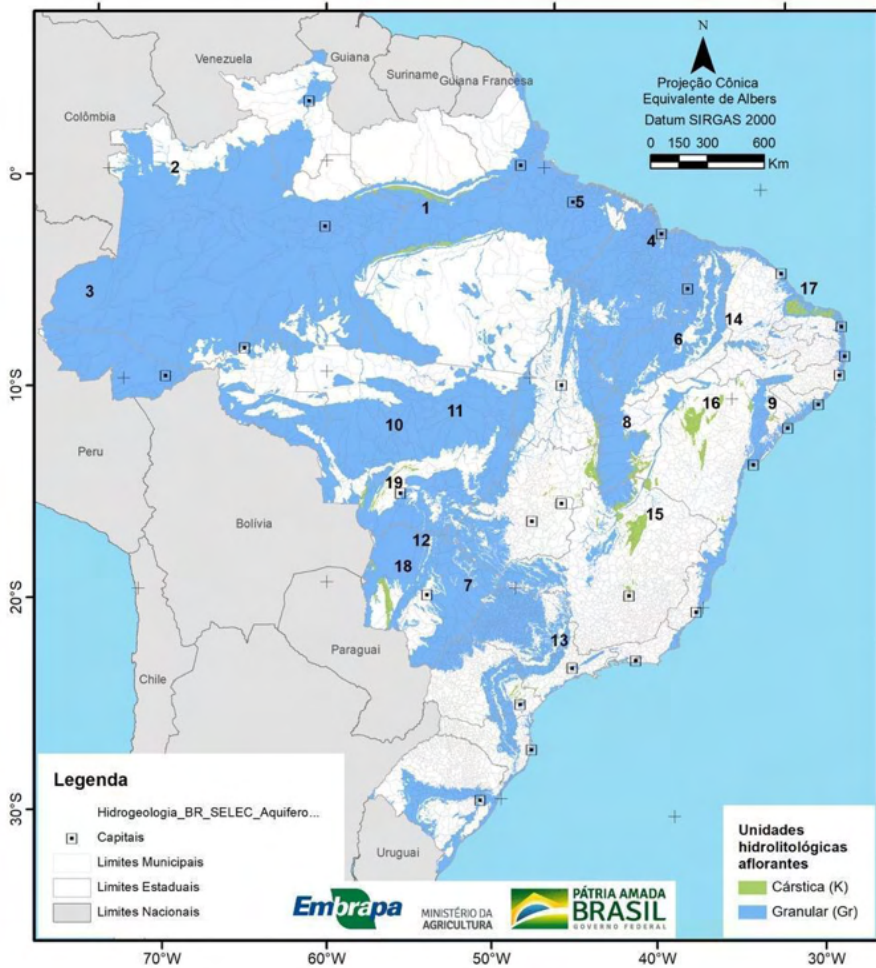 N
Projeção Cônica
Equivalente de Albers
Datum SIRGAS 2000
0 150 300 600
Km
Venezuela
Guiana
Suriname
Guiana Francesa
Colômbia
Peru
Bolívia
Paraguai
Chile
Uruguai
0°
10°S
20°S
30°S
1
2
3
4
5
6
7
8
9
10
11
12
13
14
15
16
17
18
19
Legenda
Hidrogeologia_BR_SELEC_Aquifero...
Capitais
Limites Municipais
Limites Estaduais
Limites Nacionais
Embrapa
MINISTÉRIO DA
AGRICULTURA
PÁTRIA AMADA
BRASIL
GOVERNO FEDERAL
Unidades
hidrolitológicas
aflorantes
Cárstica (K)
Granular (Gr)
70°W 60°W 50°W 40°W 30°W